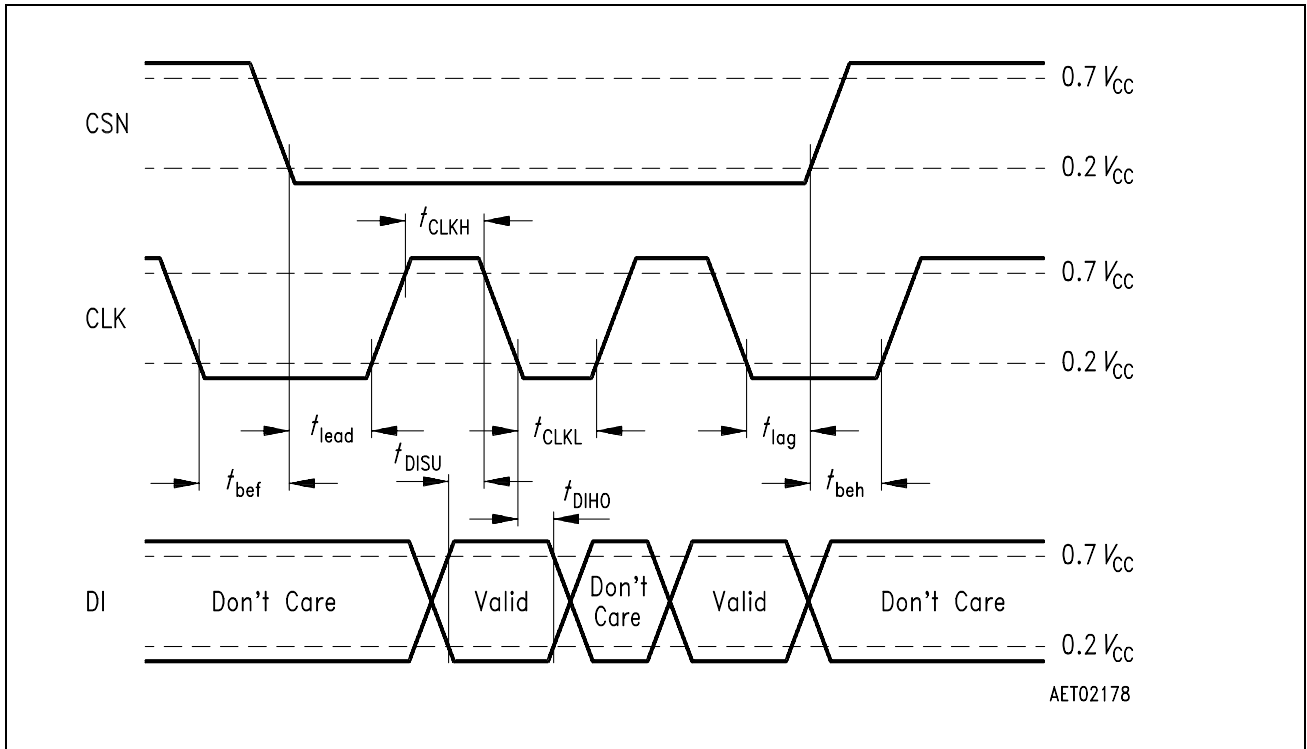 0.7 VCC
CSN
0.2 VCC
tCLKH
0.7 VCC
CLK
0.2 VCC
tlead
tCLKL
tlag
tDISU
tbef
tbeh
tDIHO
0.7 VCC
DI
Don't Care
Valid
Don't
Care
Valid
Don't Care
0.2 VCC
AET02178